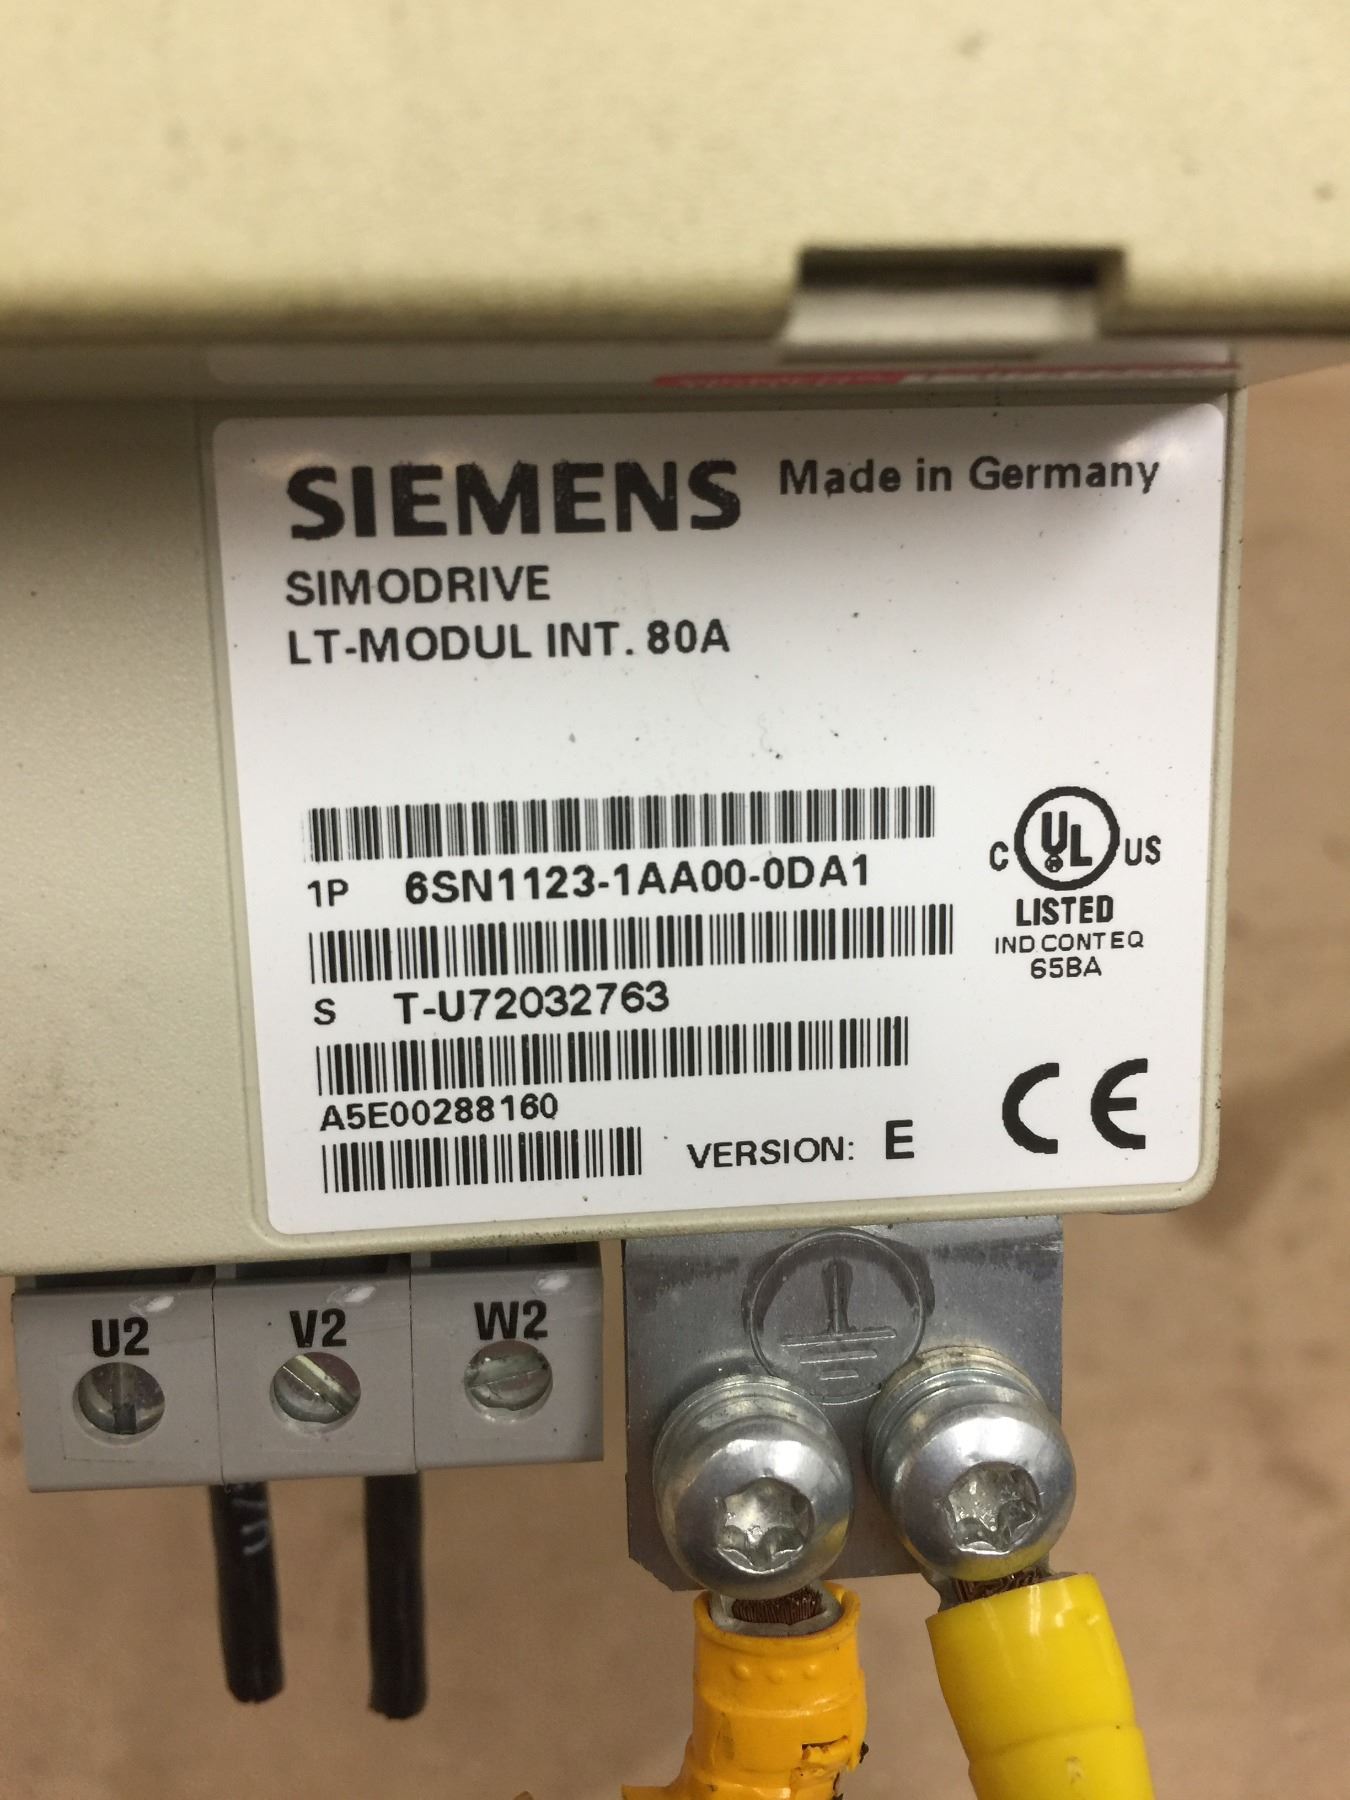 SIEMENS Made in Germany
SIMODRIVE
LT-MODUL INT. 80A
1P 6SN1123-1AA00-0DA1
C UL US
LISTED
IND CONT EQ
65BA
S T-U72032763
A5E00288160
VERSION: E
CE
U2 V2 W2